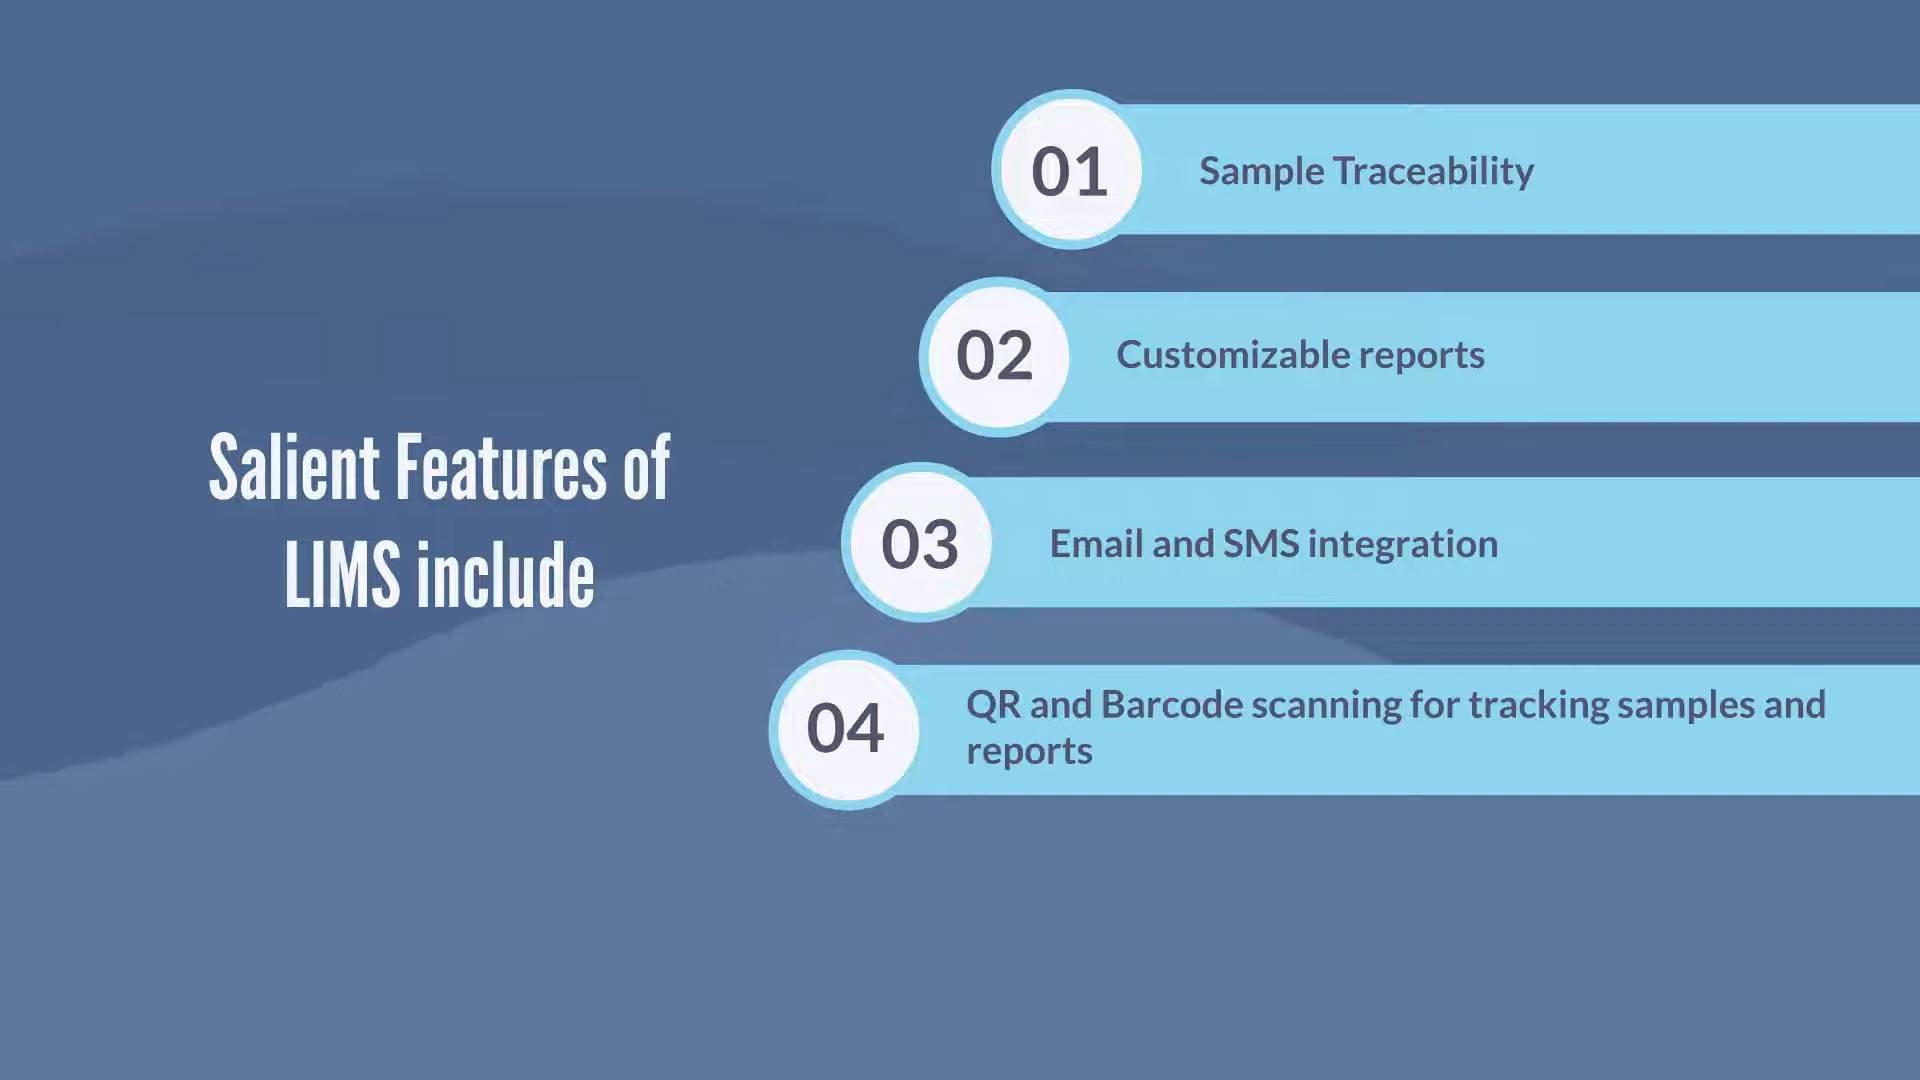 Salient Features of
LIMS include
01
Sample Traceability
02
Customizable reports
03
Email and SMS integration
04
QR and Barcode scanning for tracking samples and
reports